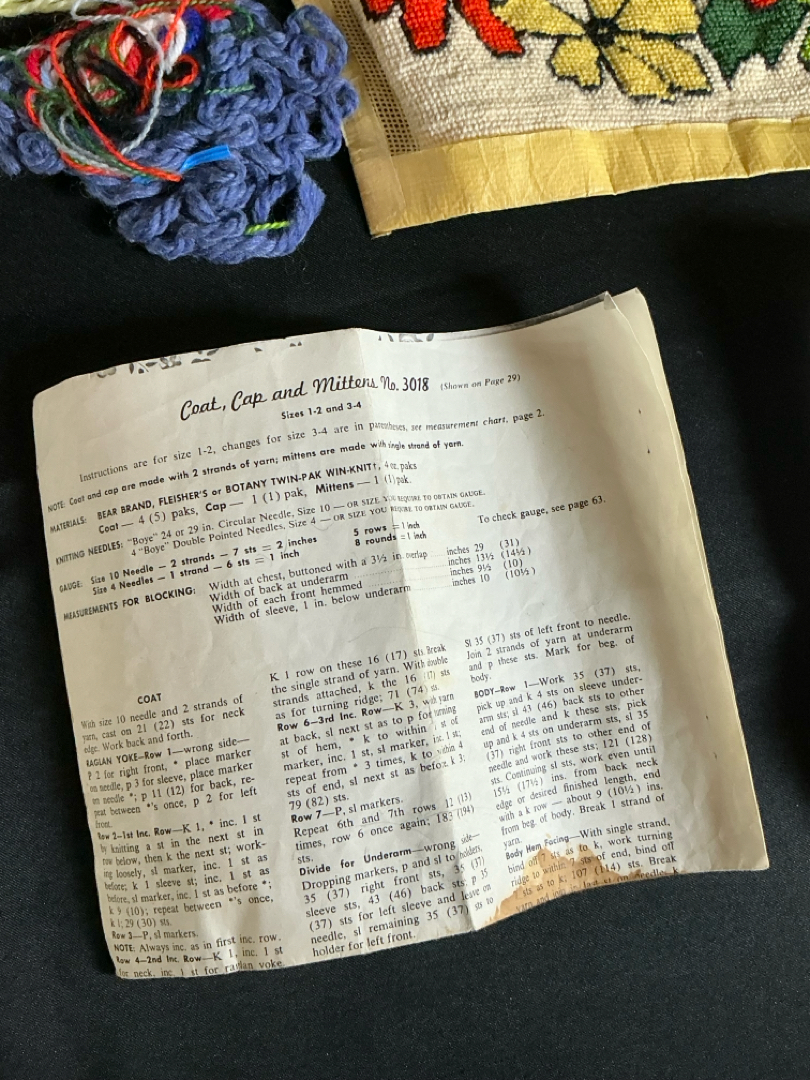 Coat, Cap and Mittens No. 3018 (Shown on Page 29)
Sizes 1-2 and 3-4
Instructions are for size 1-2, changes for size 3-4 are in parentheses, see measurement chart, page 2.
NOTE: Coat and cap are made with 2 strands of yarn; mittens are made with single strand of yarn.
MATERIALS: BEAR BRAND, FLEISHER'S or BOTANY TWIN-PAK WIN-KNIT†, 4 oz. paks
Coat — 4 (5) paks, Cap — 1 (1) pak, Mittens — 1 (1) pak.
KNITTING NEEDLES: "Boye" 24 or 29 in. Circular Needle, Size 10 — OR SIZE YOU REQUIRE TO OBTAIN GAUGE.
4 "Boye" Double Pointed Needles, Size 4 — OR SIZE YOU REQUIRE TO OBTAIN GAUGE.
GAUGE: Size 10 Needle — 2 strands — 7 sts = 2 inches 5 rows = 1 inch
Size 4 Needles — 1 strand — 6 sts = 1 inch 8 rounds = 1 inch
To check gauge, see page 63.
MEASUREMENTS FOR BLOCKING: Width at chest, buttoned with a 3½ in. overlap inches 29 (31)
Width of back at underarm inches 13½ (14½)
Width of each front hemmed inches 9½ (10)
Width of sleeve, 1 in. below underarm inches 10 (10½)
COAT
With size 10 needle and 2 strands of
yarn, cast on 21 (22) sts for neck
edge. Work back and forth.
RAGLAN YOKE—Row 1—wrong side—
P 2 for right front, * place marker
on needle, p 3 for sleeve, place marker
on needle *; p 11 (12) for back, re-
peat between *'s once, p 2 for left
front.
Row 2-1st Inc. Row—K 1, * inc. 1 st
by knitting a st in the next st in
row below, then k the next st; work-
ing loosely, sl marker, inc. 1 st as
before; k 1 sleeve st; inc. 1 st as
before, sl marker, inc. 1 st as before *;
k 9 (10); repeat between *'s once,
k 1; 29 (30) sts.
Row 3—P, sl markers.
NOTE: Always inc. as in first inc. row.
Row 4-2nd Inc. Row—K 1, inc. 1 st
for neck, inc. 1 st for raglan yoke.
K 1 row on these 16 (17) sts. Break
the single strand of yarn. With double
strands attached, k the 16 (17) sts
as for turning ridge; 71 (74) sts.
Row 6-3rd Inc. Row—K 3, with yarn
at back, sl next st as to p for turning
st of hem, * k to within 1 st of
marker, inc. 1 st, sl marker, inc. 1 st;
repeat from * 3 times, k to within 4
sts of end, sl next st as before, k 3;
79 (82) sts.
Row 7—P, sl markers.
Repeat 6th and 7th rows 12 (13)
times, row 6 once again; 183 (194)
sts.
Divide for Underarm—wrong side—
Dropping markers, p and sl to holders,
35 (37) right front sts, 35 (37)
sleeve sts, 43 (46) back sts; p 35
(37) sts for left sleeve and leave on
needle, sl remaining 35 (37) sts to
holder for left front.
Sl 35 (37) sts of left front to needle.
Join 2 strands of yarn at underarm
and p these sts. Mark for beg. of
body.
BODY—Row 1—Work 35 (37) sts,
pick up and k 4 sts on sleeve under-
arm sts; sl 43 (46) back sts to other
end of needle and k these sts, pick
up and k 4 sts on underarm sts, sl 35
(37) right front sts to other end of
needle and work these sts; 121 (128)
sts. Continuing sl sts, work even until
15½ (17½) ins. from back neck
edge or desired finished length, end
with a k row — about 9 (10½) ins.
from beg of body. Break 1 strand of
yarn.
Body Hem Facing—With single strand,
bind off 7 sts as to k, work turning
ridge to within 7 sts of end, bind off
sts as to k; 107 (114) sts. Break
yarn and